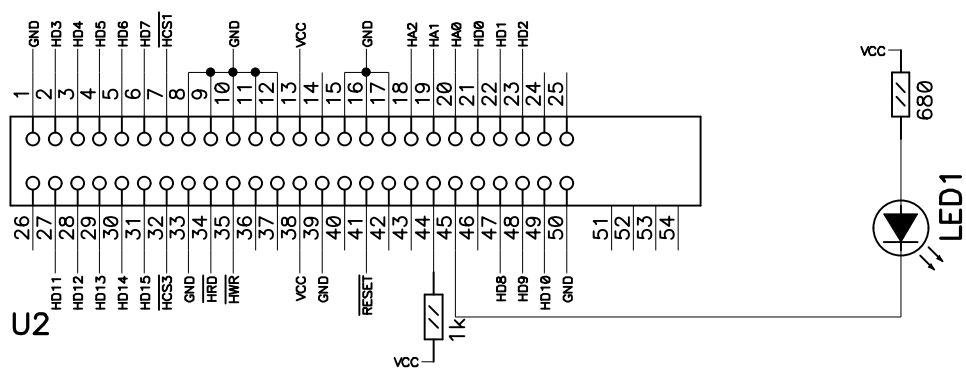 GND HD3 HD4 HD5 HD6 HD7 HCS1 GND VCC GND HA2 HA1 HA0 HD0 HD1 HD2
1 2 3 4 5 6 7 8 9 10 11 12 13 14 15 16 17 18 19 20 21 22 23 24 25
VCC
680
LED1
26 27 28 29 30 31 32 33 34 35 36 37 38 39 40 41 42 43 44 45 46 47 48 49 50 51 52 53 54
HD11 HD12 HD13 HD14 HD15 HCS3 GND HRD HWR VCC GND RESET HD8 HD9 HD10 GND
U2
1k
VCC